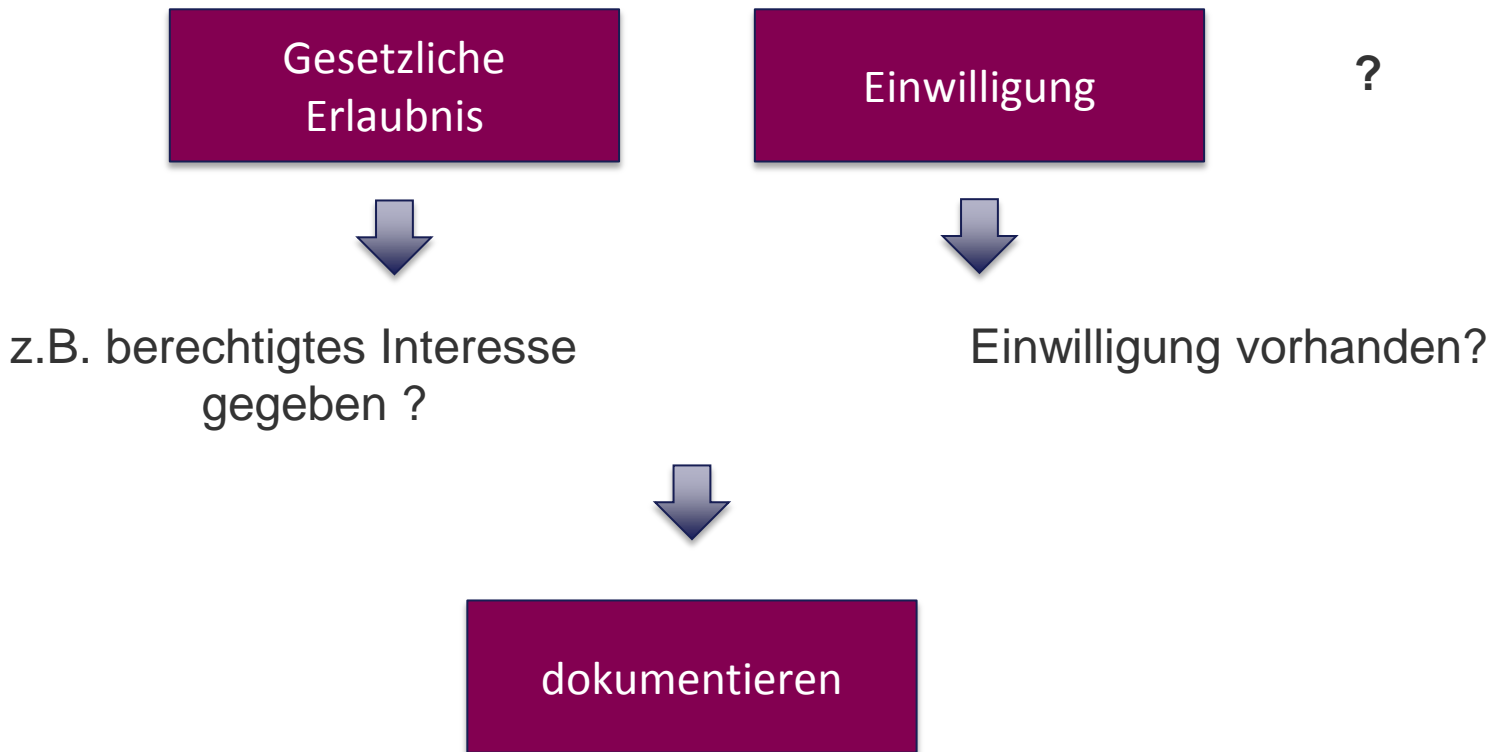 Gesetzliche
Erlaubnis
Einwilligung
?
z.B. berechtigtes Interesse
gegeben ?
Einwilligung vorhanden?
dokumentieren